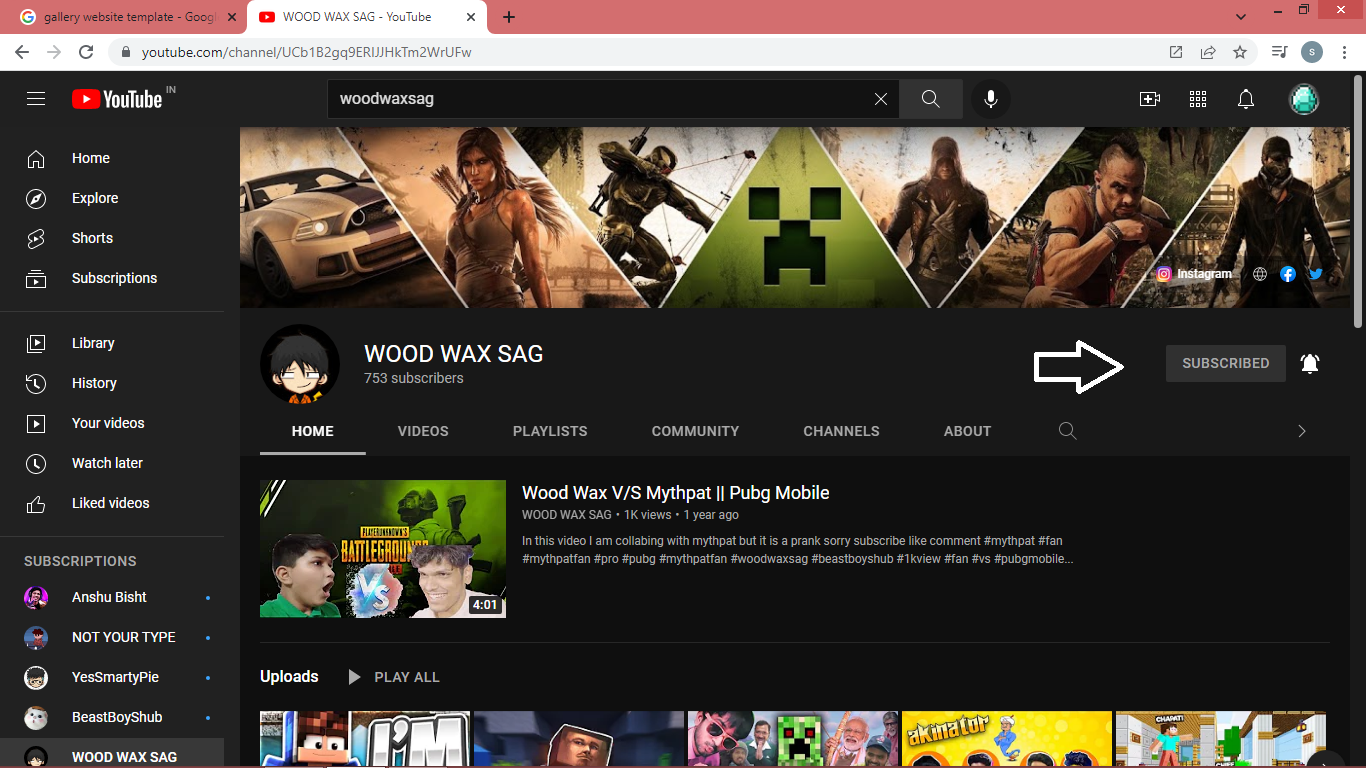 gallery website template - Googl
WOOD WAX SAG - YouTube
youtube.com/channel/UCb1B2gq9ERIJJHkTm2WrUFw
S
YouTube IN
woodwaxsag
Home
Explore
Shorts
Subscriptions
Library
History
Your videos
Watch later
Liked videos
SUBSCRIPTIONS
Anshu Bisht
NOT YOUR TYPE
YesSmartyPie
BeastBoyShub
WOOD WAX SAG
Instagram
WOOD WAX SAG
753 subscribers
SUBSCRIBED
HOME VIDEOS PLAYLISTS COMMUNITY CHANNELS ABOUT
PLAYERUNKNOWN'S
VS
4:01
Wood Wax V/S Mythpat || Pubg Mobile
WOOD WAX SAG • 1K views • 1 year ago
In this video I am collabing with mythpat but it is a prank sorry subscribe like comment #mythpat #fan
#mythpatfan #pro #pubg #mythpatfan #woodwaxsag #beastboyshub #1kview #fan #vs #pubgmobile...
Uploads PLAY ALL
I'M
akinator
CHAPATI